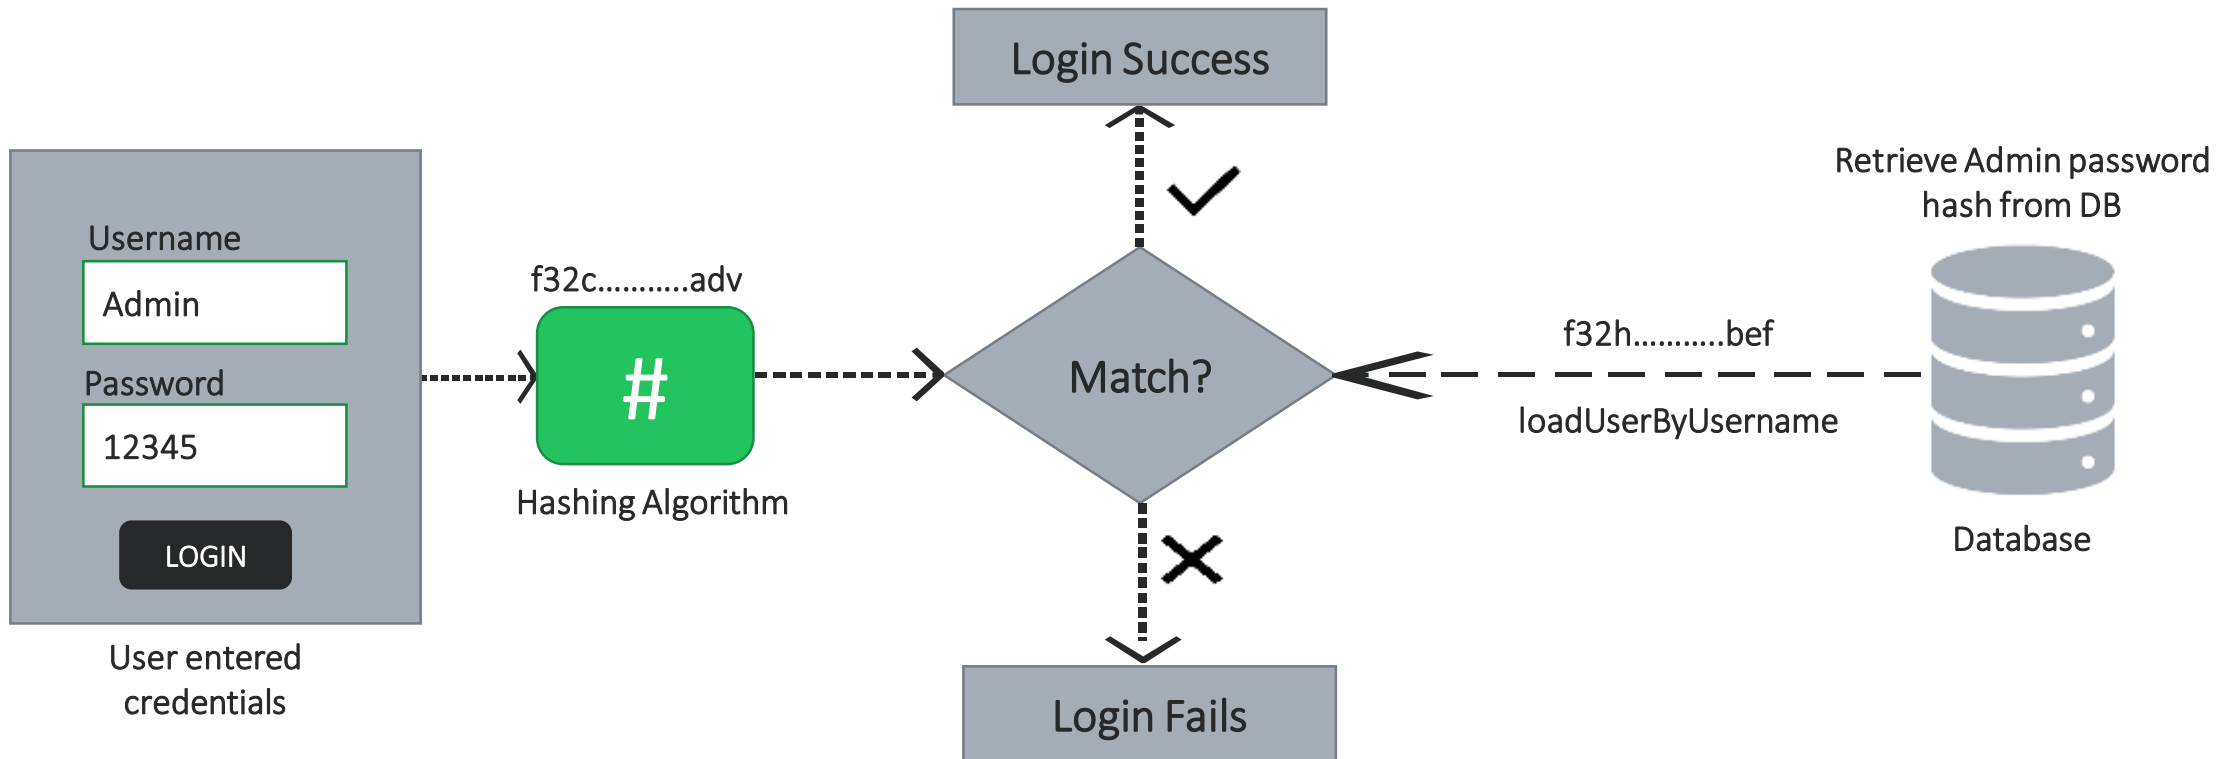 Login Success
Retrieve Admin password
hash from DB
Username
Admin
f32c...........adv
f32h...........bef
#
Match?
Password
12345
loadUserByUsername
Hashing Algorithm
LOGIN
Database
User entered
credentials
Login Fails